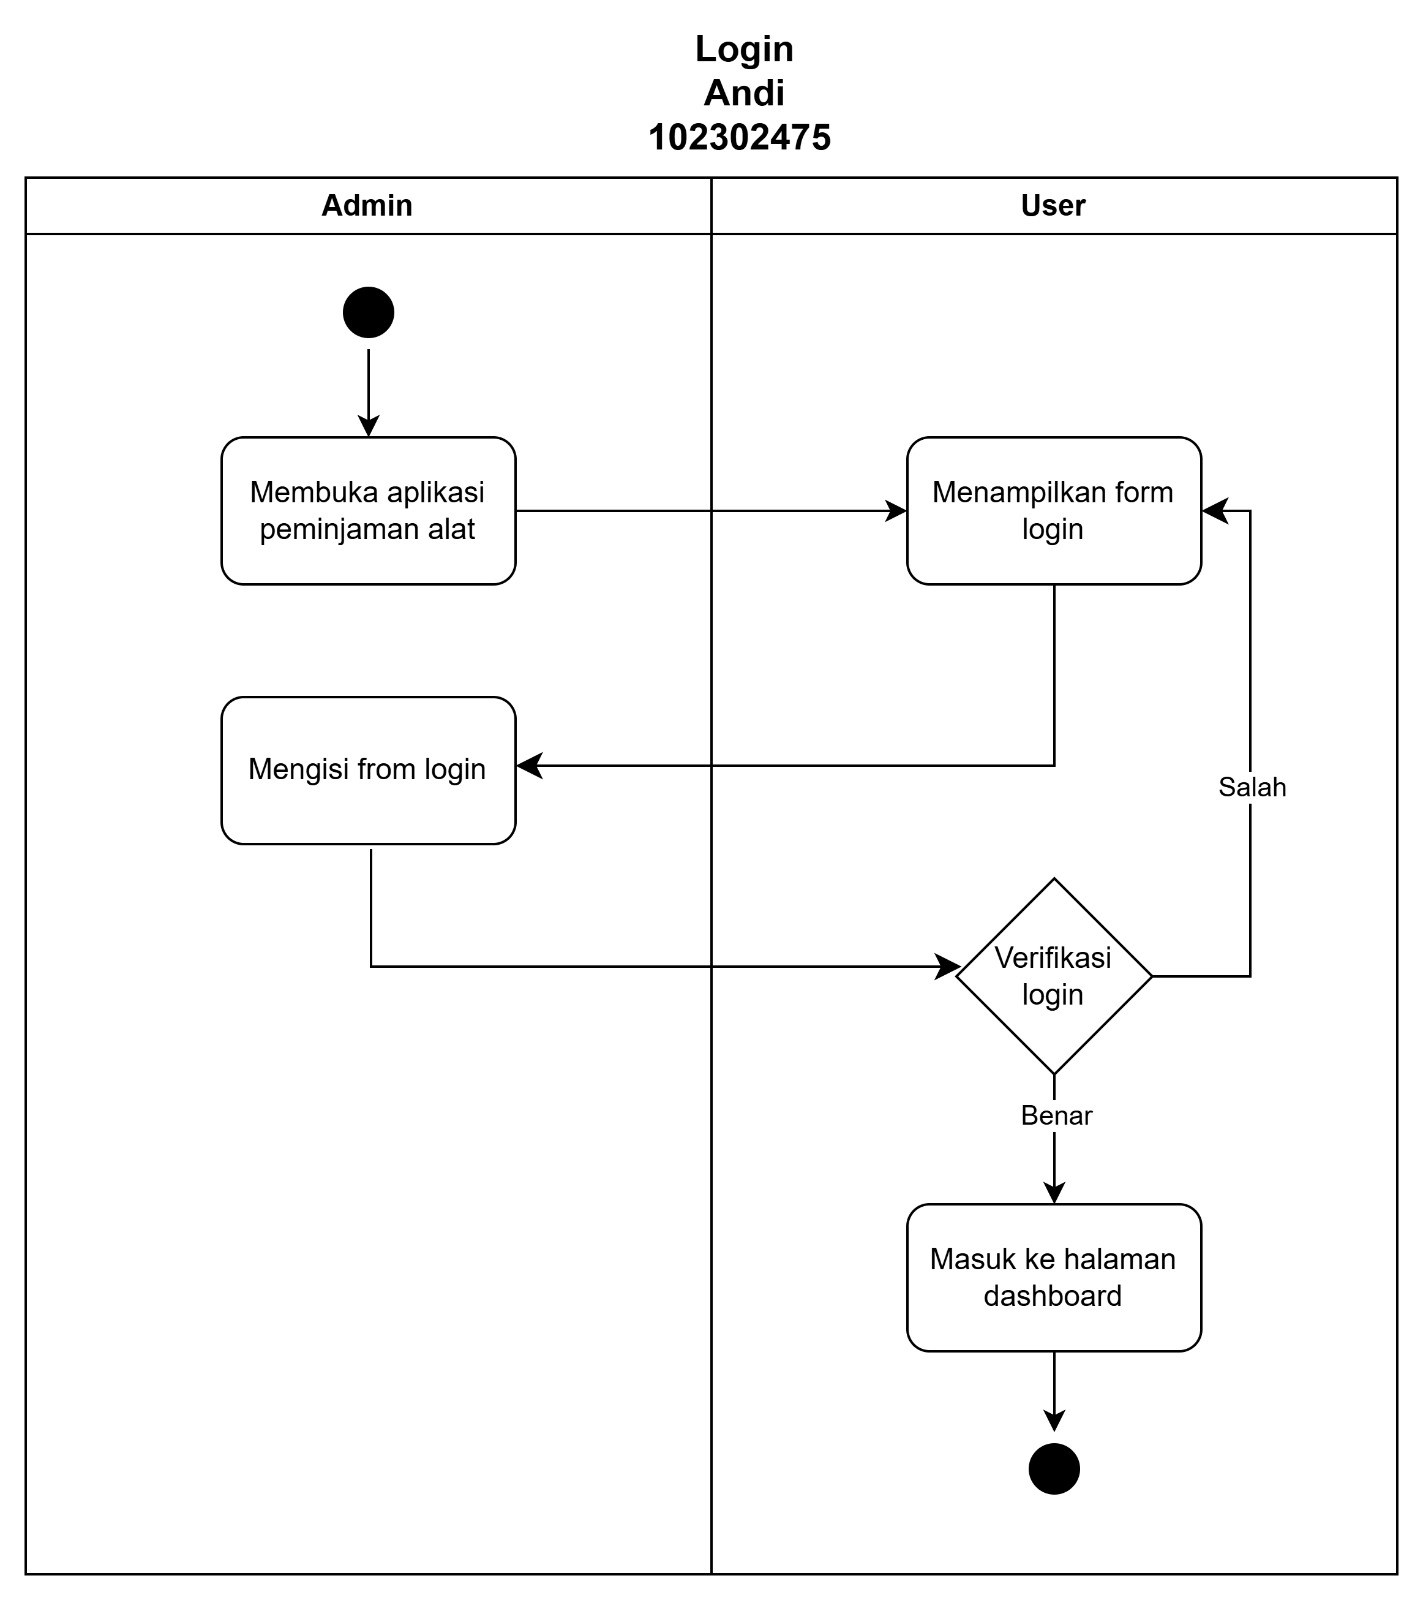 Login
Andi
102302475
Admin
User
Membuka aplikasi
peminjaman alat
Menampilkan form
login
Mengisi from login
Salah
Verifikasi
login
Benar
Masuk ke halaman
dashboard